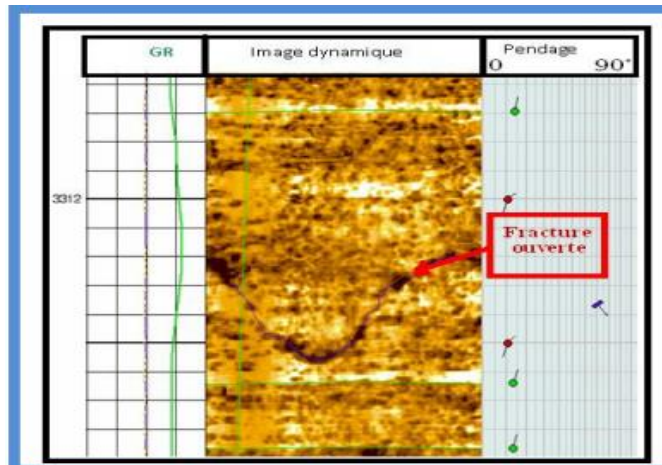 GR
Image dynamique
Pendage
0 90°
3312
Fracture
ouverte